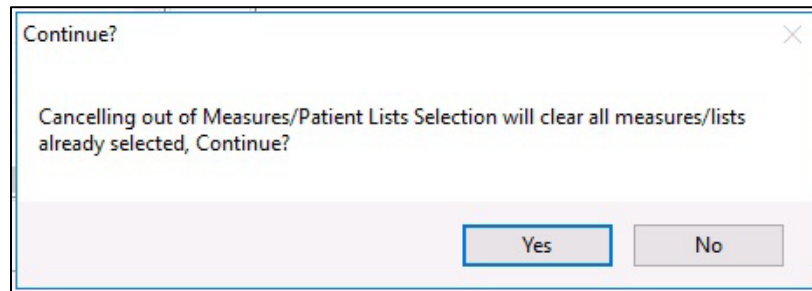 Continue?
Cancelling out of Measures/Patient Lists Selection will clear all measures/lists
already selected, Continue?
Yes
No